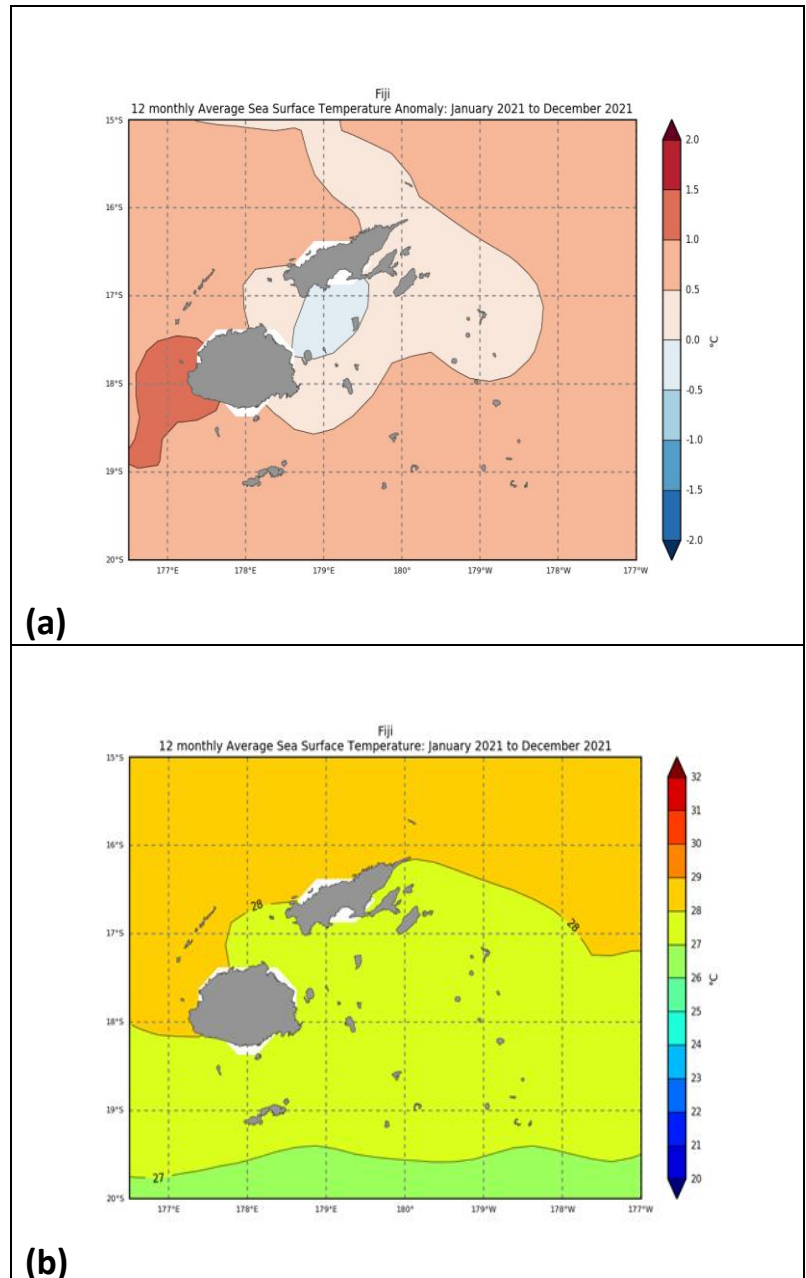 Fiji
12 monthly Average Sea Surface Temperature Anomaly: January 2021 to December 2021
15°S
16°S
17°S
18°S
19°S
20°S
177°E 178°E 179°E 180° 178°W 178°W 177°W
2.0
1.5
1.0
0.5
0.0
-0.5
-1.0
-1.5
-2.0
°C
(a)
Fiji
12 monthly Average Sea Surface Temperature: January 2021 to December 2021
15°S
16°S
17°S
18°S
19°S
20°S
28
28
27
177°E 178°E 179°E 180° 179°W 178°W 177°W
32
31
30
29
28
27
26
25
24
23
22
21
20
°C
(b)